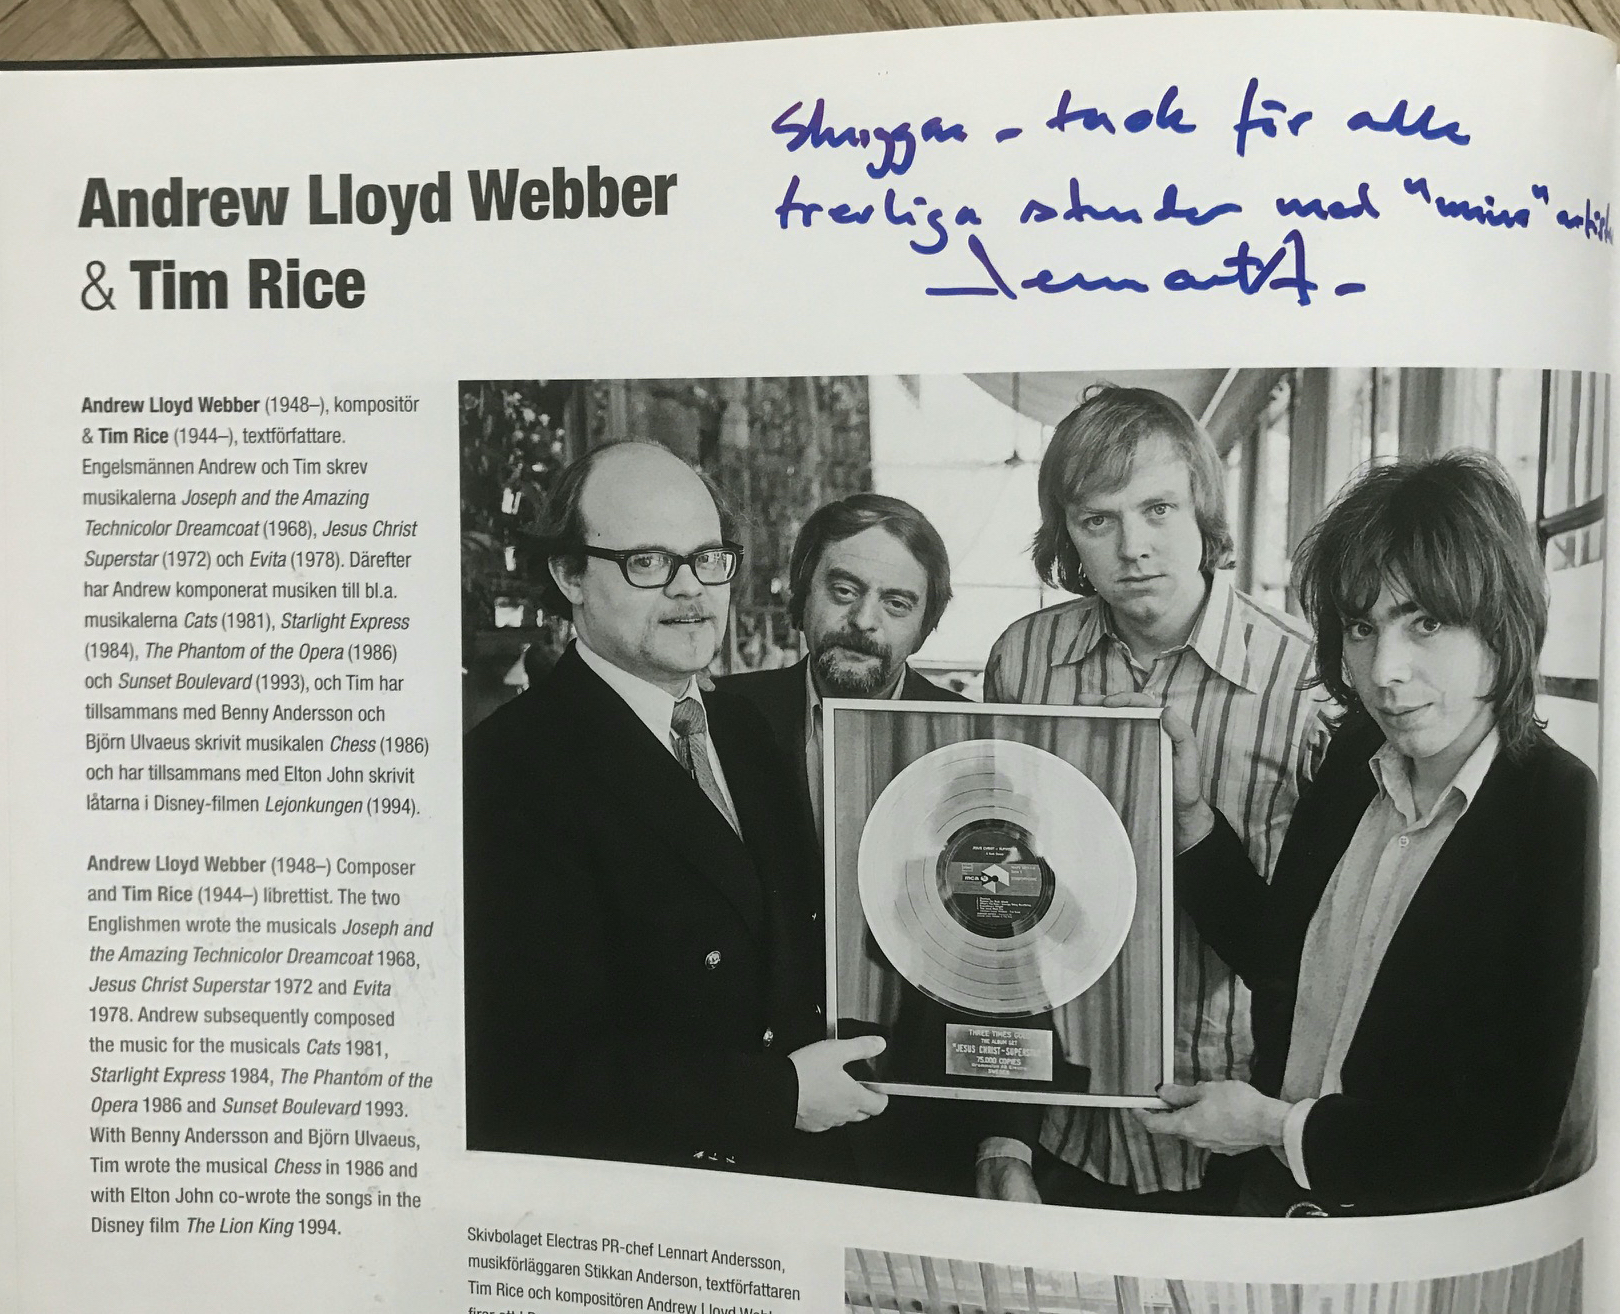 Skuggan - tack för alla
trevliga stunder med "mina"
Lennart A -
Andrew Lloyd Webber
& Tim Rice
Andrew Lloyd Webber (1948–), kompositör
& Tim Rice (1944–), textförfattare.
Engelsmännen Andrew och Tim skrev
musikalerna Joseph and the Amazing
Technicolor Dreamcoat (1968), Jesus Christ
Superstar (1972) och Evita (1978). Därefter
har Andrew komponerat musiken till bl.a.
musikalerna Cats (1981), Starlight Express
(1984), The Phantom of the Opera (1986)
och Sunset Boulevard (1993), och Tim har
tillsammans med Benny Andersson och
Björn Ulvaeus skrivit musikalen Chess (1986)
och har tillsammans med Elton John skrivit
låtarna i Disney-filmen Lejonkungen (1994).
Andrew Lloyd Webber (1948–) Composer
and Tim Rice (1944–) librettist. The two
Englishmen wrote the musicals Joseph and
the Amazing Technicolor Dreamcoat 1968,
Jesus Christ Superstar 1972 and Evita
1978. Andrew subsequently composed
the music for the musicals Cats 1981,
Starlight Express 1984, The Phantom of the
Opera 1986 and Sunset Boulevard 1993.
With Benny Andersson and Björn Ulvaeus,
Tim wrote the musical Chess in 1986 and
with Elton John co-wrote the songs in the
Disney film The Lion King 1994.
mca
THREE TIMES
THE ALBUM SET
"JESUS CHRIST-
75.000 COPIES
SWEDEN
Skivbolaget Electras PR-chef Lennart Andersson,
musikförläggaren Stikkan Anderson, textförfattaren
Tim Rice och kompositören Andrew Lloyd